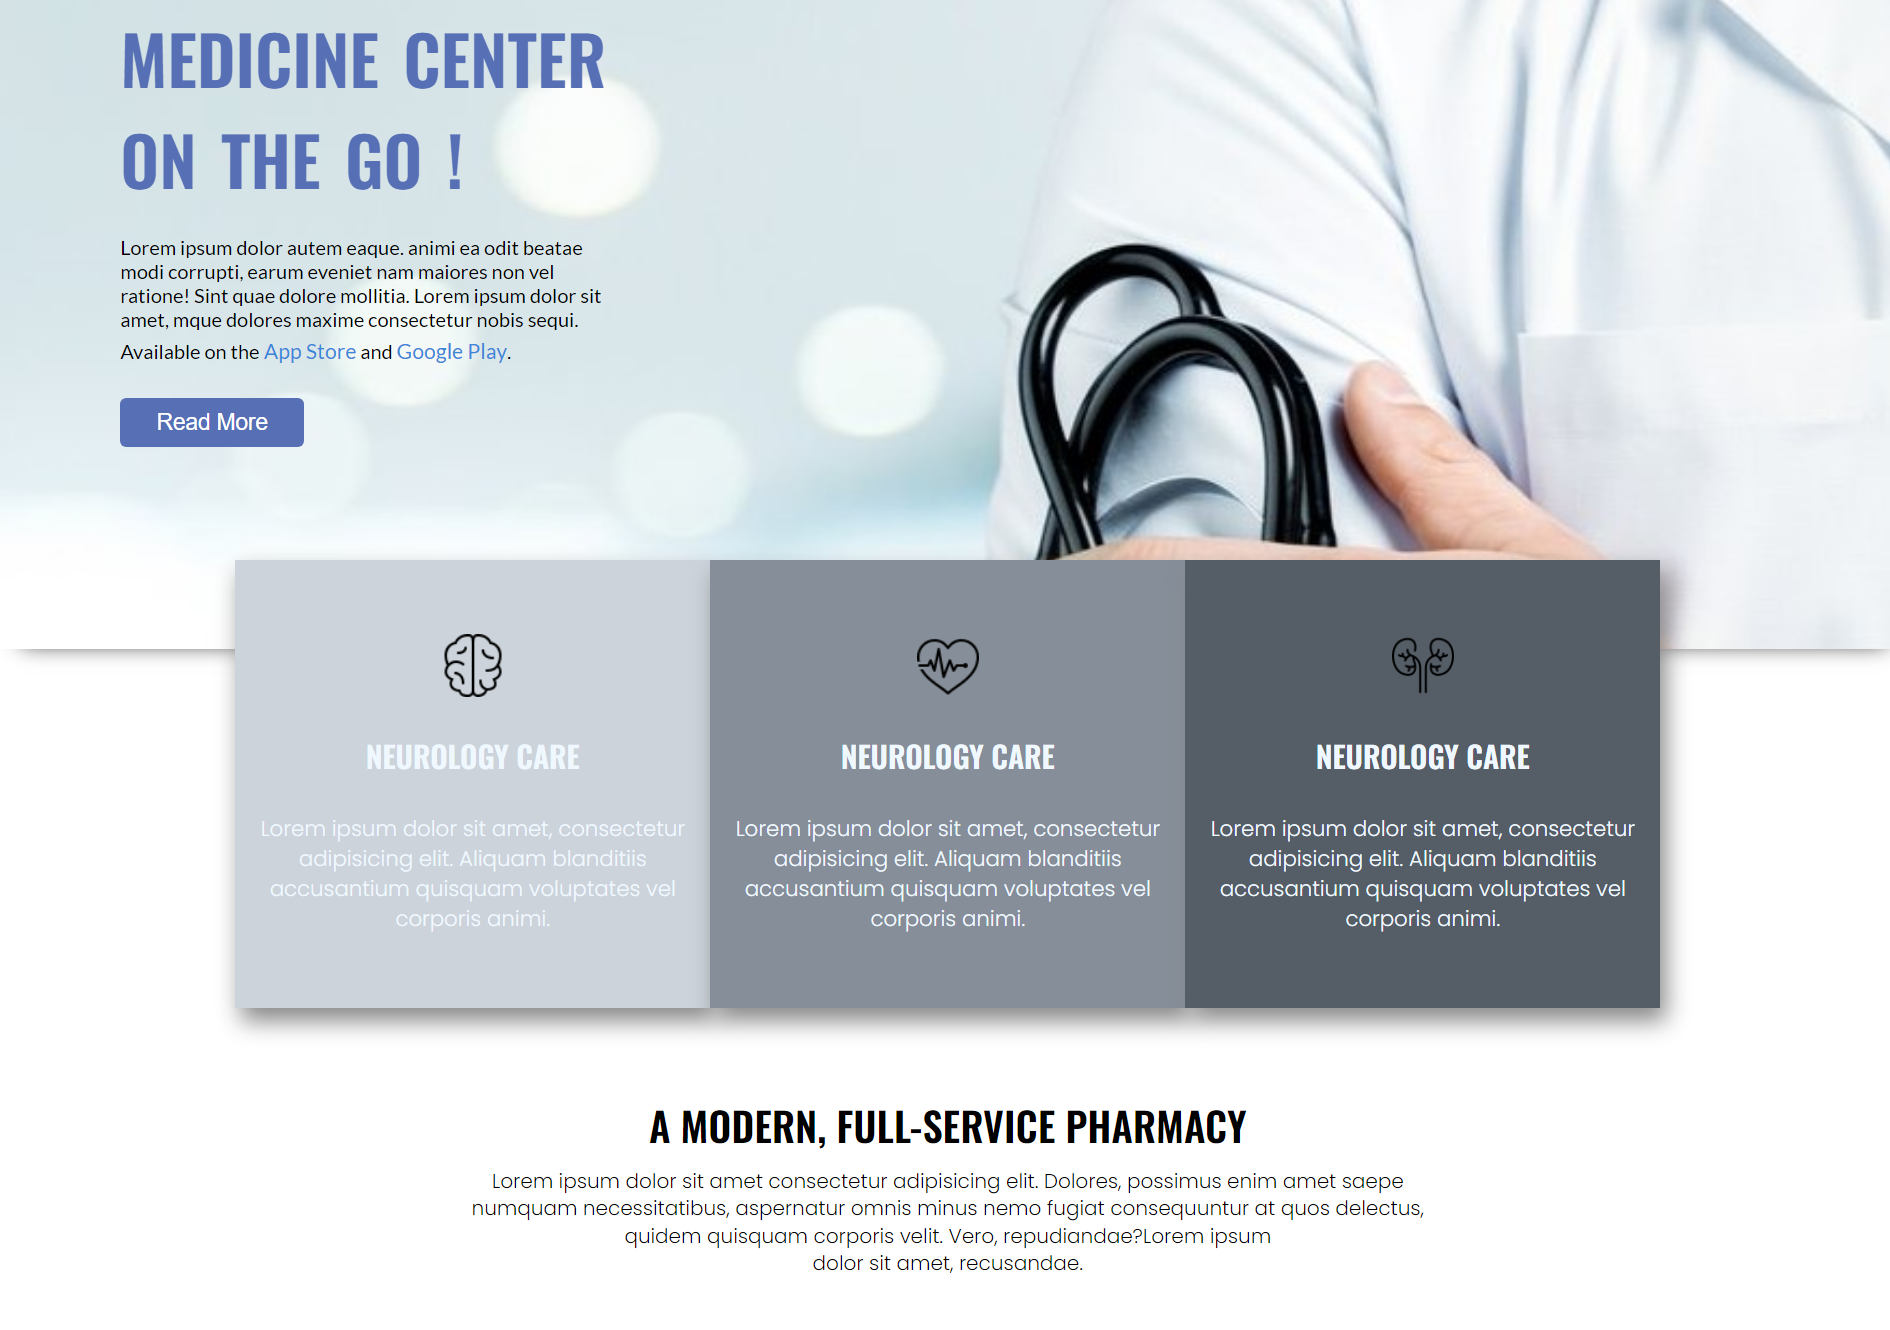 MEDICINE CENTER
ON THE GO !
Lorem ipsum dolor autem eaque. animi ea odit beatae
modi corrupti, earum eveniet nam maiores non vel
ratione! Sint quae dolore mollitia. Lorem ipsum dolor sit
amet, mque dolores maxime consectetur nobis sequi.
Available on the App Store and Google Play.
Read More
NEUROLOGY CARE
Lorem ipsum dolor sit amet, consectetur
adipisicing elit. Aliquam blanditiis
accusantium quisquam voluptates vel
corporis animi.
NEUROLOGY CARE
Lorem ipsum dolor sit amet, consectetur
adipisicing elit. Aliquam blanditiis
accusantium quisquam voluptates vel
corporis animi.
NEUROLOGY CARE
Lorem ipsum dolor sit amet, consectetur
adipisicing elit. Aliquam blanditiis
accusantium quisquam voluptates vel
corporis animi.
A MODERN, FULL-SERVICE PHARMACY
Lorem ipsum dolor sit amet consectetur adipisicing elit. Dolores, possimus enim amet saepe
numquam necessitatibus, aspernatur omnis minus nemo fugiat consequuntur at quos delectus,
quidem quisquam corporis velit. Vero, repudiandae?Lorem ipsum
dolor sit amet, recusandae.